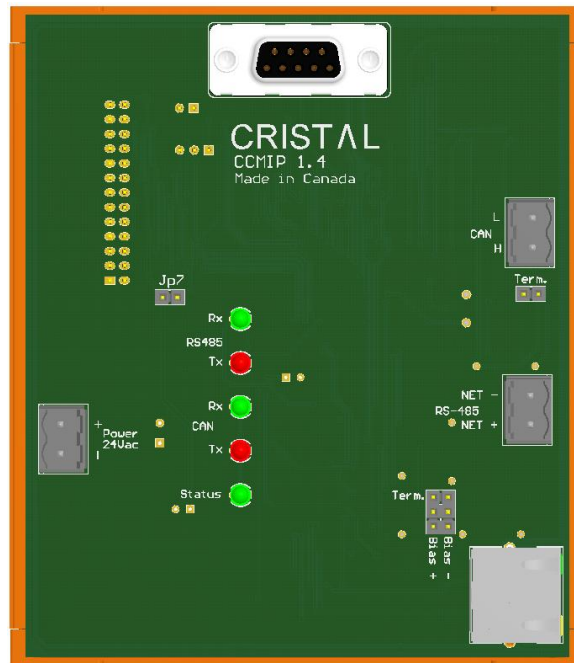 CRISTAL
CCMIP 1.4
Made in Canada
L
CAN
H
Term.
Jp7
Rx
RS485
Tx
Rx
CAN
Tx
Status
+
Power
24Vac
-
NET -
RS-485
NET +
Term.
Bias +
Bias -